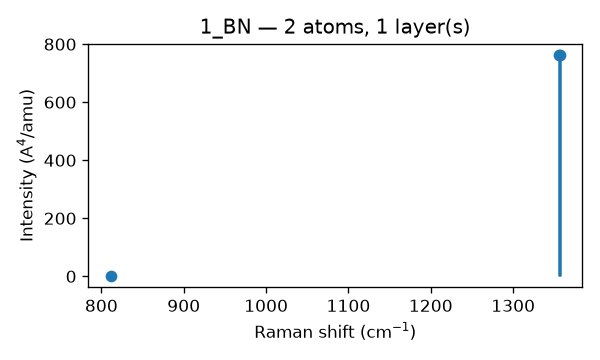 1_BN — 2 atoms, 1 layer(s)
Intensity (A⁴/amu)
800
600
400
200
0
800 900 1000 1100 1200 1300
Raman shift (cm⁻¹)